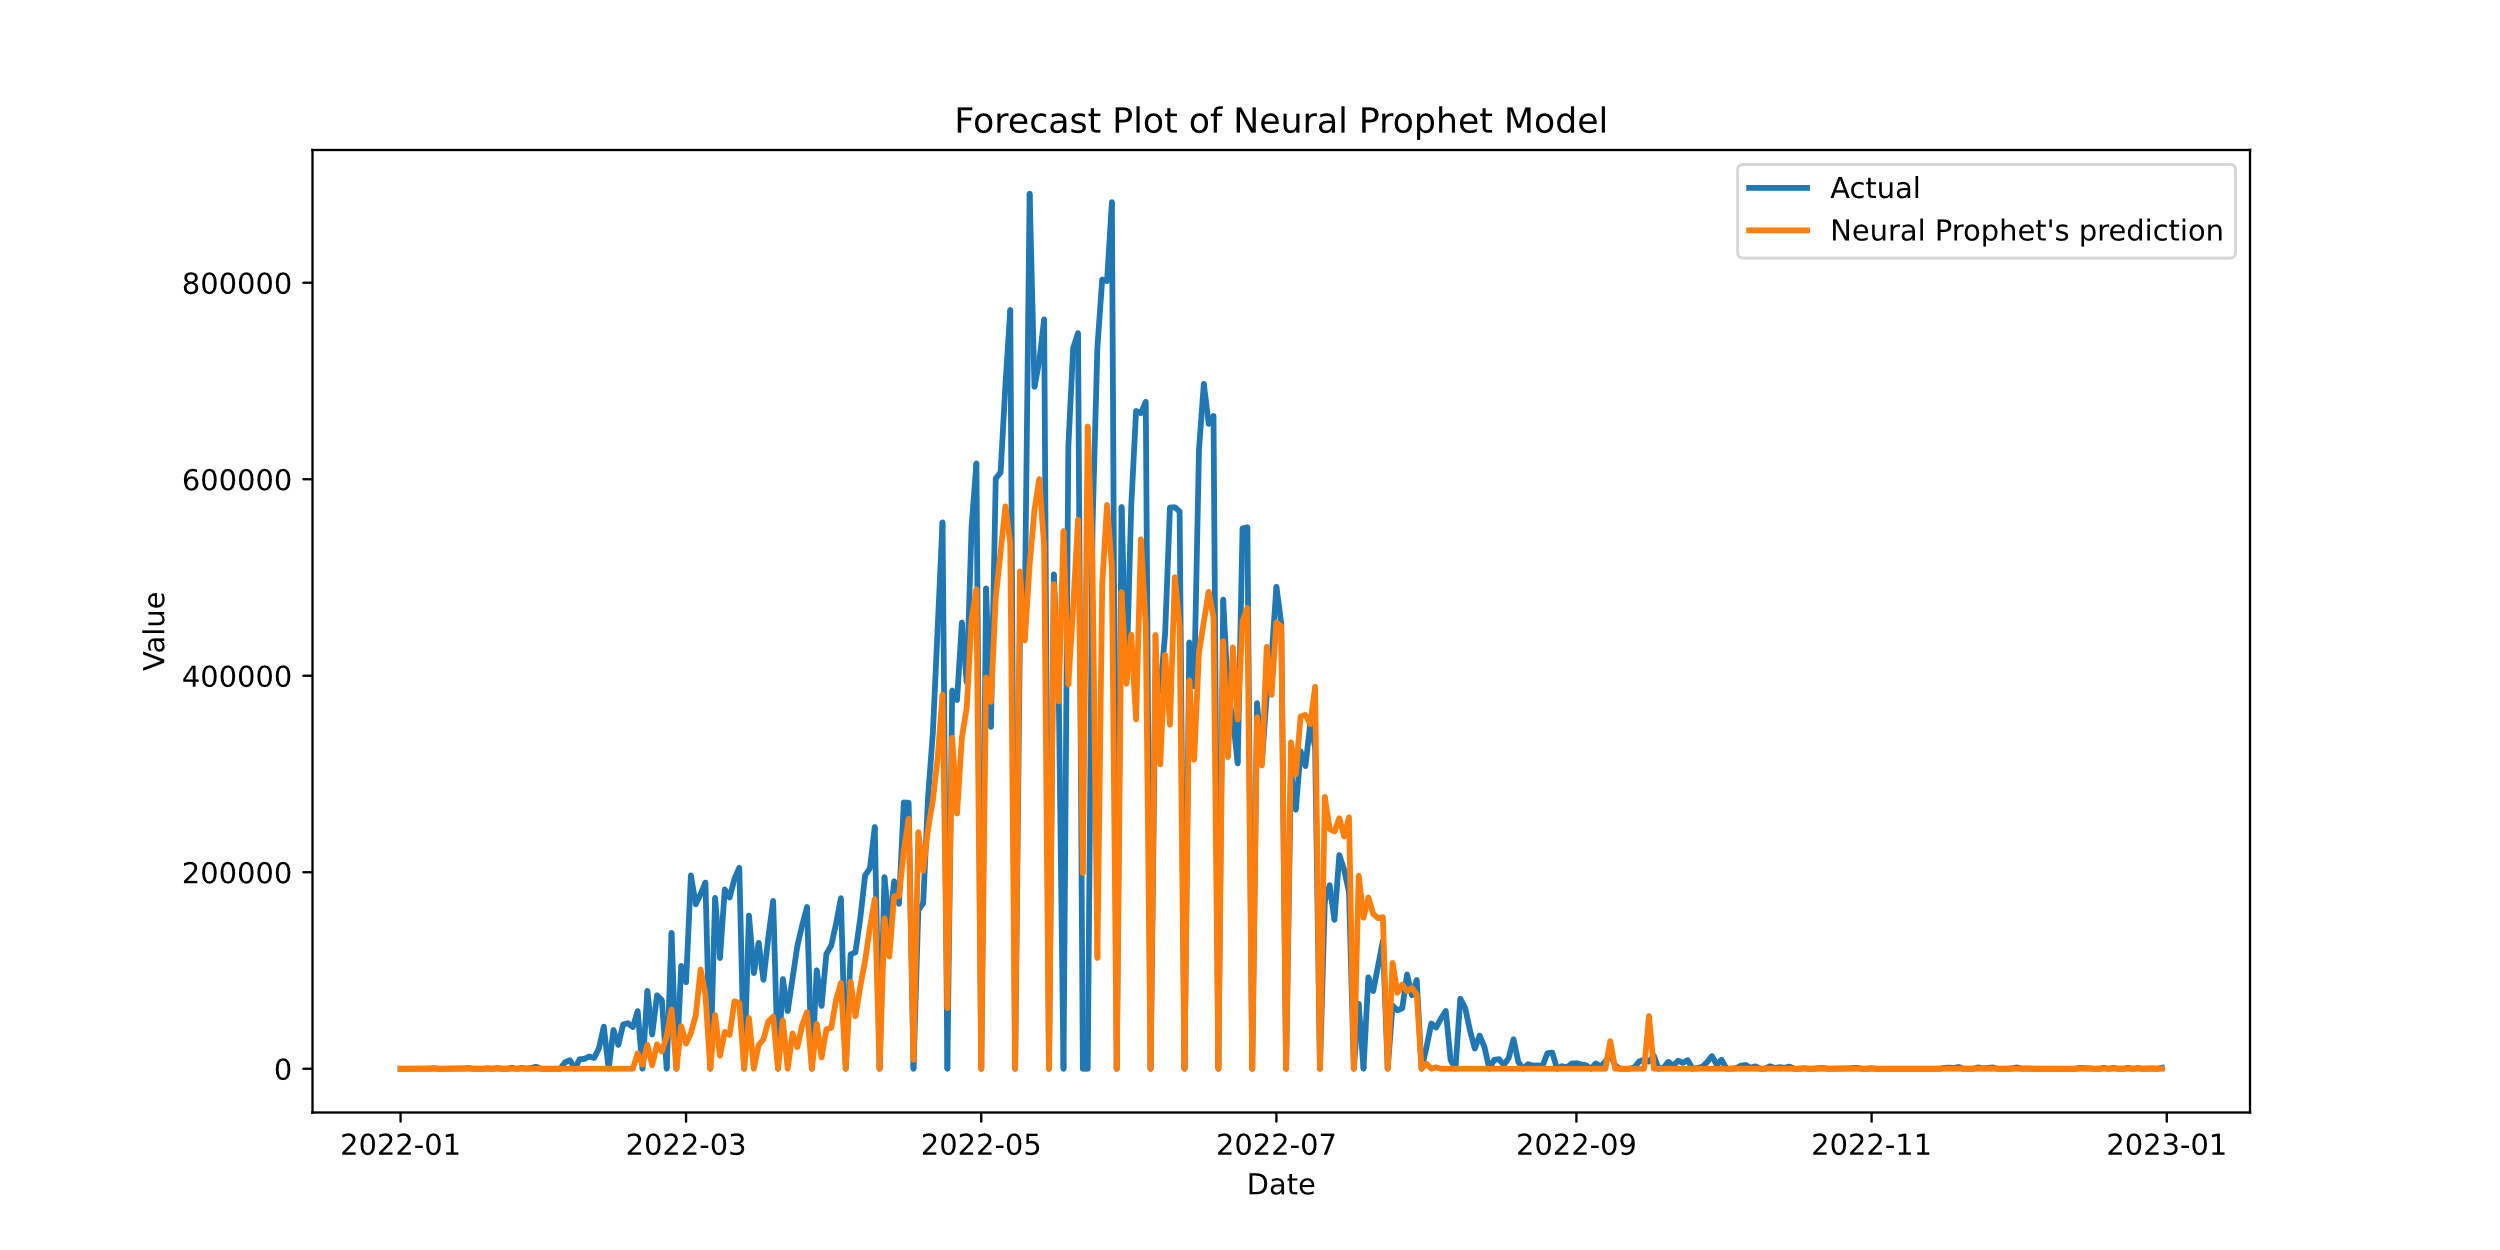 Forecast Plot of Neural Prophet Model
Actual
Neural Prophet's prediction
800000
600000
400000
200000
0
Value
2022-01
2022-03
2022-05
2022-07
2022-09
2022-11
2023-01
Date